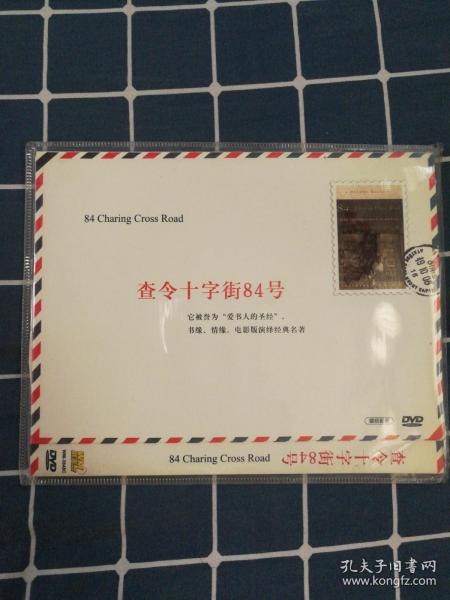 84 Charing Cross Road
查令十字街84号
它被誉为“爱书人的圣经”,
书缘、情缘,电影版演绎经典名著
DVD
DVD
84 Charing Cross Road
查令十字街84号
孔夫子旧书网
www.kongfz.com